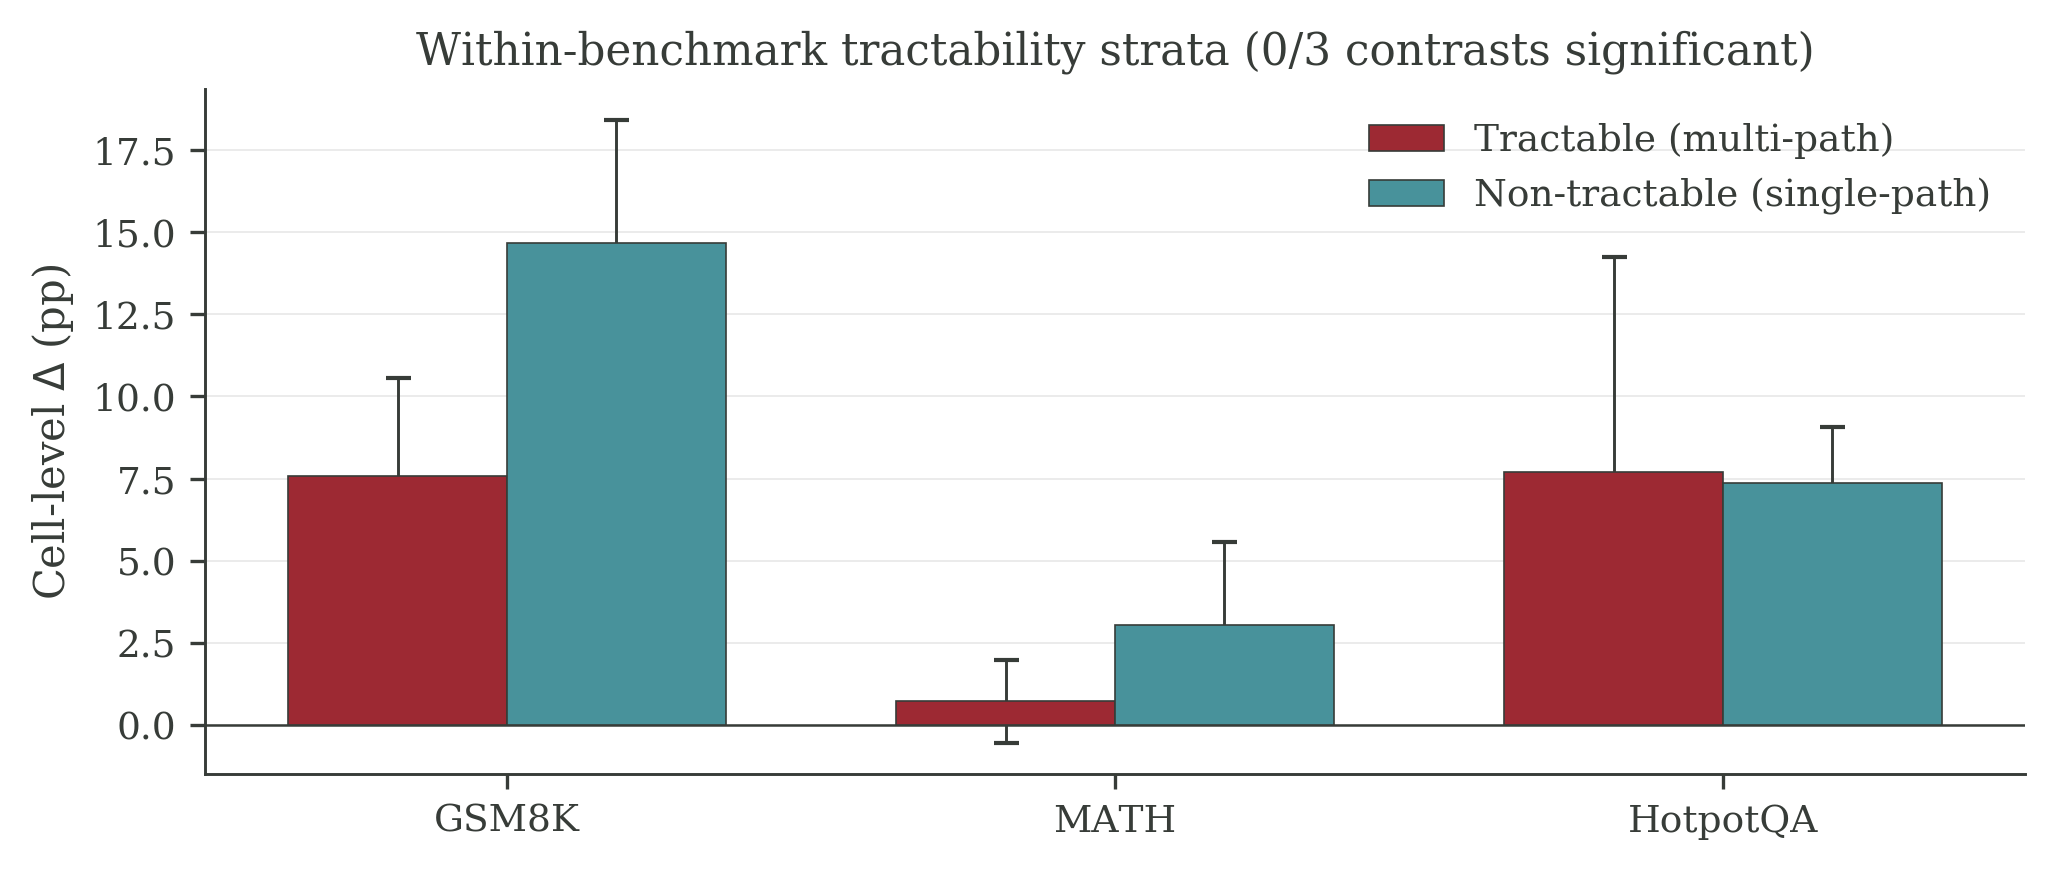 Within-benchmark tractability strata (0/3 contrasts significant)
Tractable (multi-path)
Non-tractable (single-path)
Cell-level Δ (pp)
17.5
15.0
12.5
10.0
7.5
5.0
2.5
0.0
GSM8K
MATH
HotpotQA